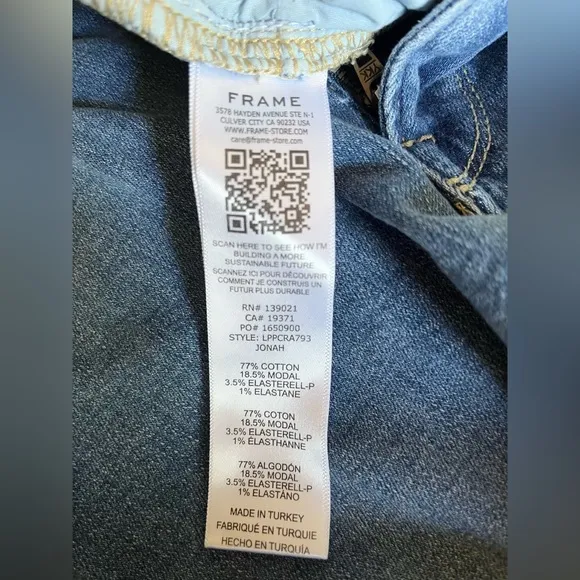 FRAME
3578 HAYDEN AVENUE STE N-1
CULVER CITY CA 90232 USA
WWW.FRAME-STORE.COM
care@frame-store.com
SCAN HERE TO SEE HOW I'M
BUILDING A MORE
SUSTAINABLE FUTURE
SCANNEZ ICI POUR DÉCOUVRIR
COMMENT JE CONSTRUIS UN
FUTUR PLUS DURABLE
RN# 139021
CA# 19371
PO# 1650900
STYLE: LPPCRA793
JONAH
77% COTTON
18.5% MODAL
3.5% ELASTERELL-P
1% ELASTANE
77% COTON
18.5% MODAL
3.5% ELASTERELL-P
1% ÉLASTHANNE
77% ALGODÓN
18.5% MODAL
3.5% ELASTERELL-P
1% ELASTÁNO
MADE IN TURKEY
FABRIQUÉ EN TURQUIE
HECHO EN TURQUÍA
YKK